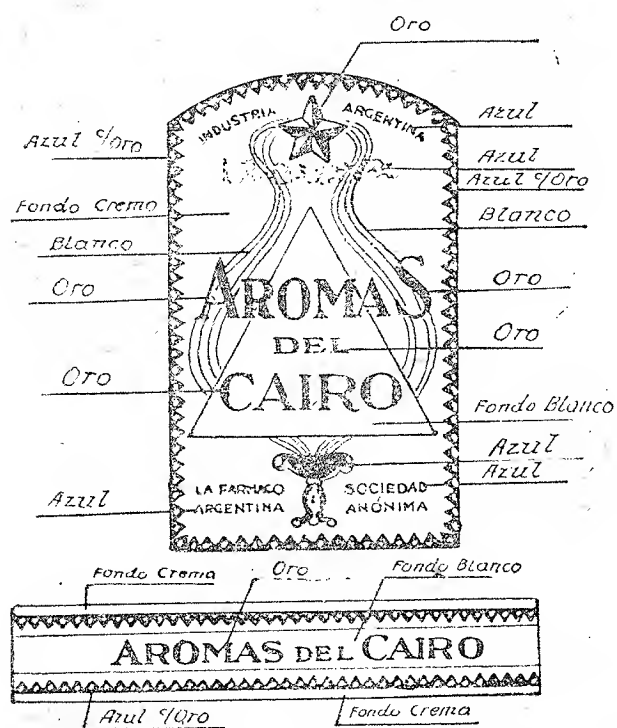 Oro
INDUSTRIA ARGENTINA
Azul
Azul c/Oro
Azul
Azul c/Oro
Fondo Crema
Blanco
Blanco
Oro
AROMAS
Oro
DEL
Oro
Oro
CAIRO
Fondo Blanco
Azul
Azul
LA FARMACO SOCIEDAD
Azul
ARGENTINA ANÓNIMA
Fondo Crema
Oro
Fondo Blanco
AROMAS DEL CAIRO
Azul c/Oro
Fondo Crema